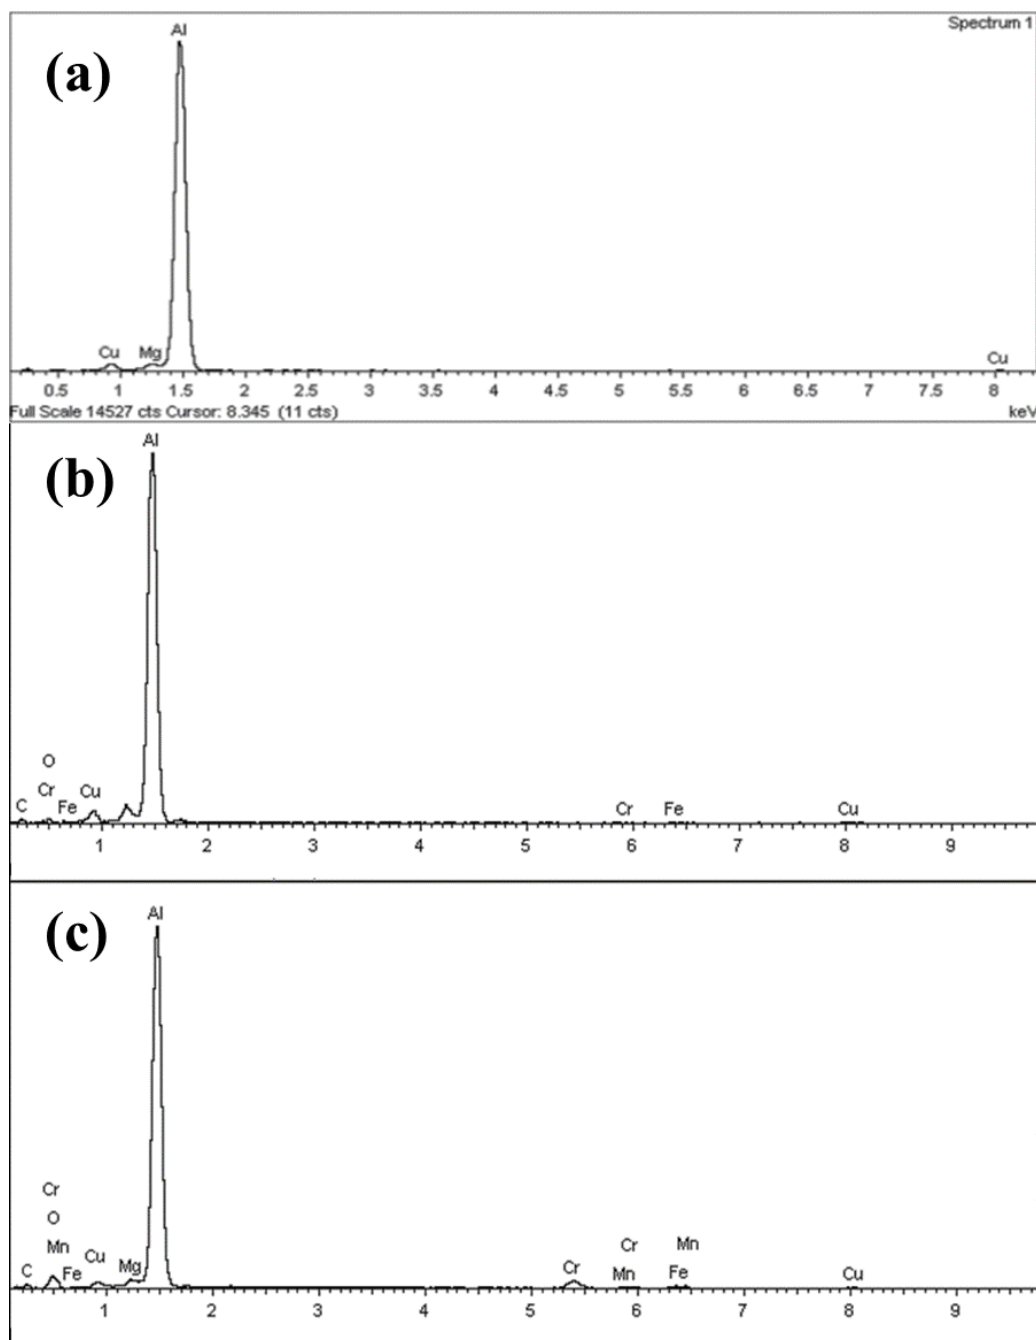 Spectrum 1
(a)
Al
Cu Mg Cu
0.5 1 1.5 2 2.5 3 3.5 4 4.5 5 5.5 6 6.5 7 7.5 8
Full Scale 14527 cts Cursor: 8.345 (11 cts) keV
(b)
Al
O
C Cr Fe Cu Cr Fe Cu
1 2 3 4 5 6 7 8 9
(c)
Al
Cr
O
Mn Cr Mn
C Fe Cu Mg Cr Mn Fe Cu
1 2 3 4 5 6 7 8 9